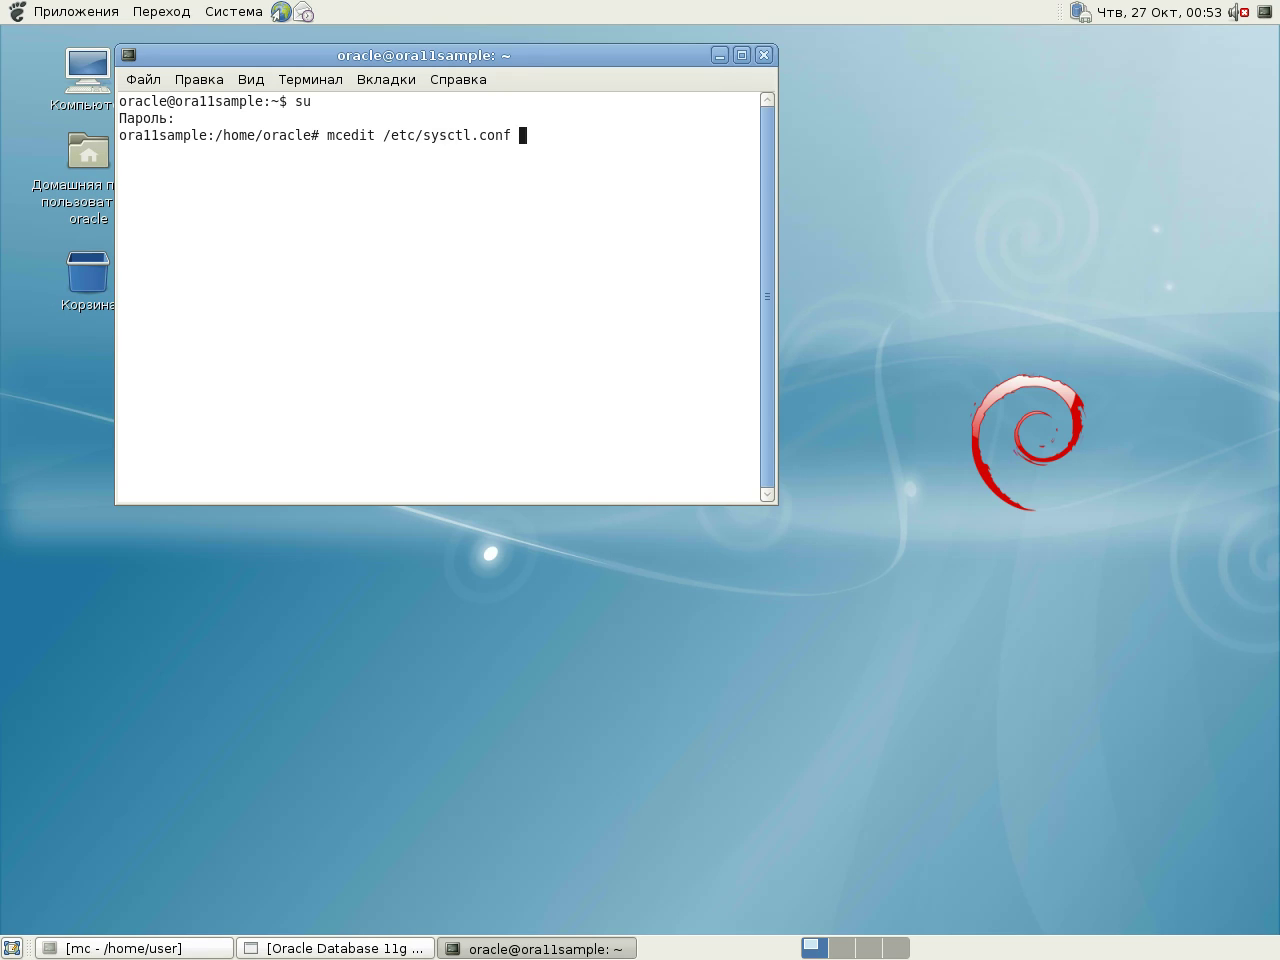 Приложения Переход Система Чтв, 27 Окт, 00:53
oracle@ora11sample: ~
Файл Правка Вид Терминал Вкладки Справка
oracle@ora11sample:~$ su
Пароль:
ora11sample:/home/oracle# mcedit /etc/sysctl.conf
Компьют
Домашняя п
пользоват
oracle
Корзина
[mc - /home/user] [Oracle Database 11g ... oracle@ora11sample: ~